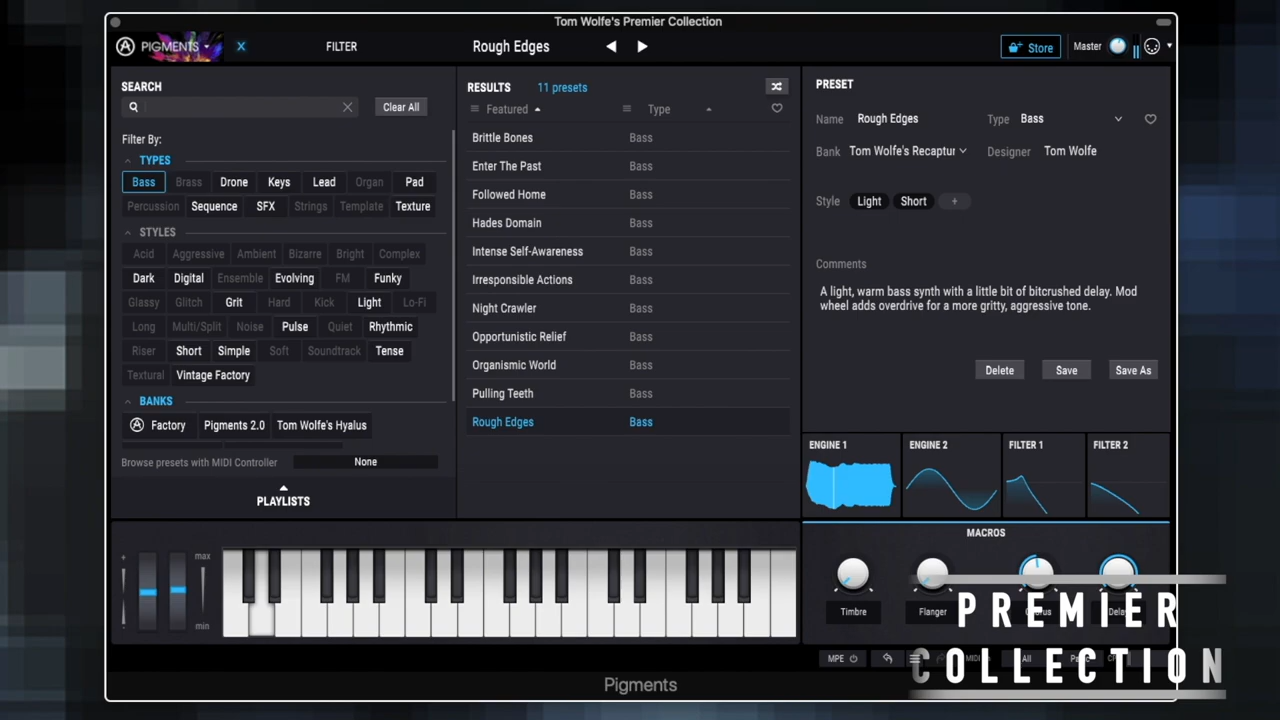 Tom Wolfe's Premier Collection
PIGMENTS
FILTER
Rough Edges
Store
Master
SEARCH
Clear All
Filter By:
TYPES
Bass Brass Drone Keys Lead Organ Pad
Percussion Sequence SFX Strings Template Texture
STYLES
Acid Aggressive Ambient Bizarre Bright Complex
Dark Digital Ensemble Evolving FM Funky
Glassy Glitch Grit Hard Kick Light Lo-Fi
Long Multi/Split Noise Pulse Quiet Rhythmic
Riser Short Simple Soft Soundtrack Tense
Textural Vintage Factory
BANKS
Factory Pigments 2.0 Tom Wolfe's Hyalus
Browse presets with MIDI Controller None
PLAYLISTS
RESULTS 11 presets
Featured Type
Brittle Bones Bass
Enter The Past Bass
Followed Home Bass
Hades Domain Bass
Intense Self-Awareness Bass
Irresponsible Actions Bass
Night Crawler Bass
Opportunistic Relief Bass
Organismic World Bass
Pulling Teeth Bass
Rough Edges Bass
PRESET
Name Rough Edges Type Bass
Bank Tom Wolfe's Recaptur Designer Tom Wolfe
Style Light Short +
Comments
A light, warm bass synth with a little bit of bitcrushed delay. Mod
wheel adds overdrive for a more gritty, aggressive tone.
Delete Save Save As
ENGINE 1 ENGINE 2 FILTER 1 FILTER 2
MACROS
Timbre Flanger
max
min
MPE MIDI All
PREMIER
COLLECTION
Pigments